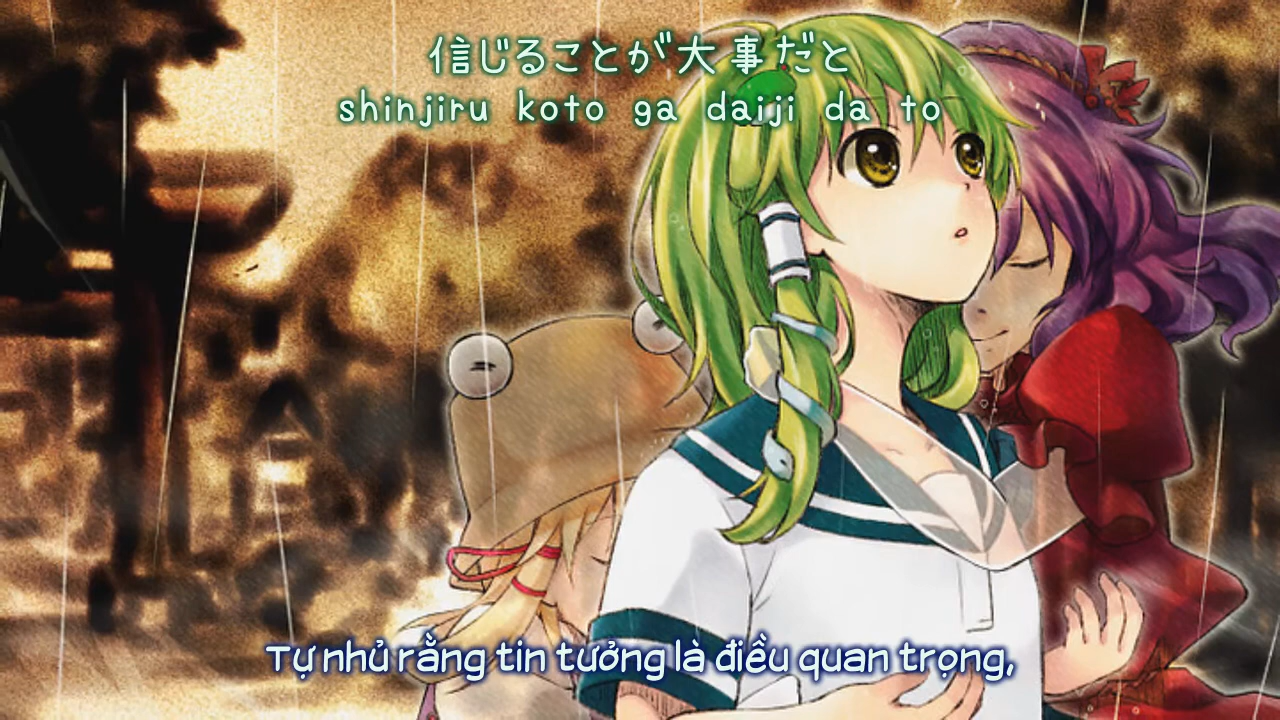 信じることが大事だと
shinjiru koto ga daiji da to
Tự nhủ rằng tin tưởng là điều quan trọng,